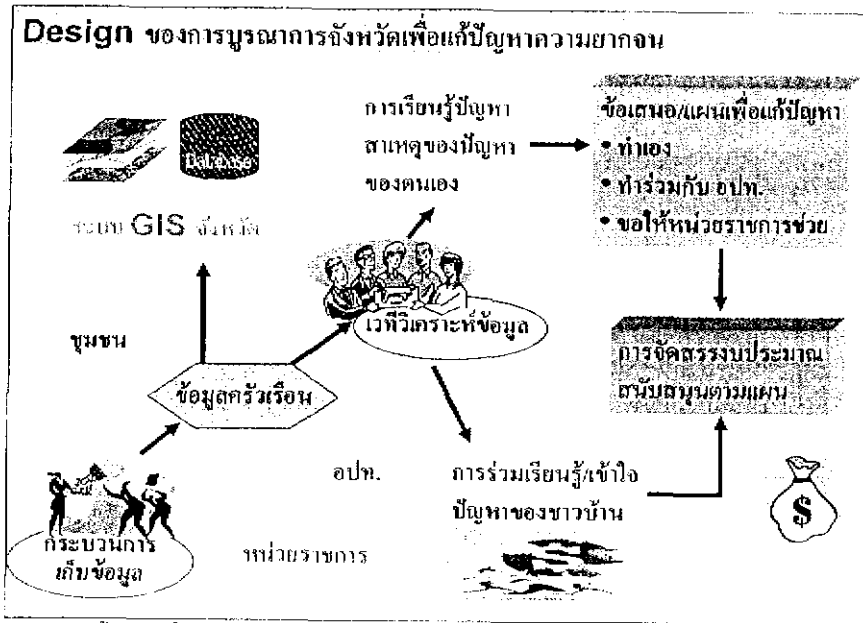 Design ของการบูรณาการจังหวัดเพื่อแก้ปัญหาความยากจน
การเรียนรู้ปัญหา
สาเหตุของปัญหา
ของตนเอง
ข้อเสนอ/แผนเพื่อแก้ปัญหา
• ทำเอง
• ทำร่วมกับ อปท.
• ขอให้หน่วยราชการช่วย
Database
ระบบ GIS จังหวัด
ชุมชน
เวทีวิเคราะห์ข้อมูล
การจัดสรรงบประมาณ
สนับสนุนตามแผน
ข้อมูลครัวเรือน
อปท.
การร่วมเรียนรู้/เข้าใจ
ปัญหาของชาวบ้าน
$
กระบวนการ
เก็บข้อมูล
หน่วยราชการ